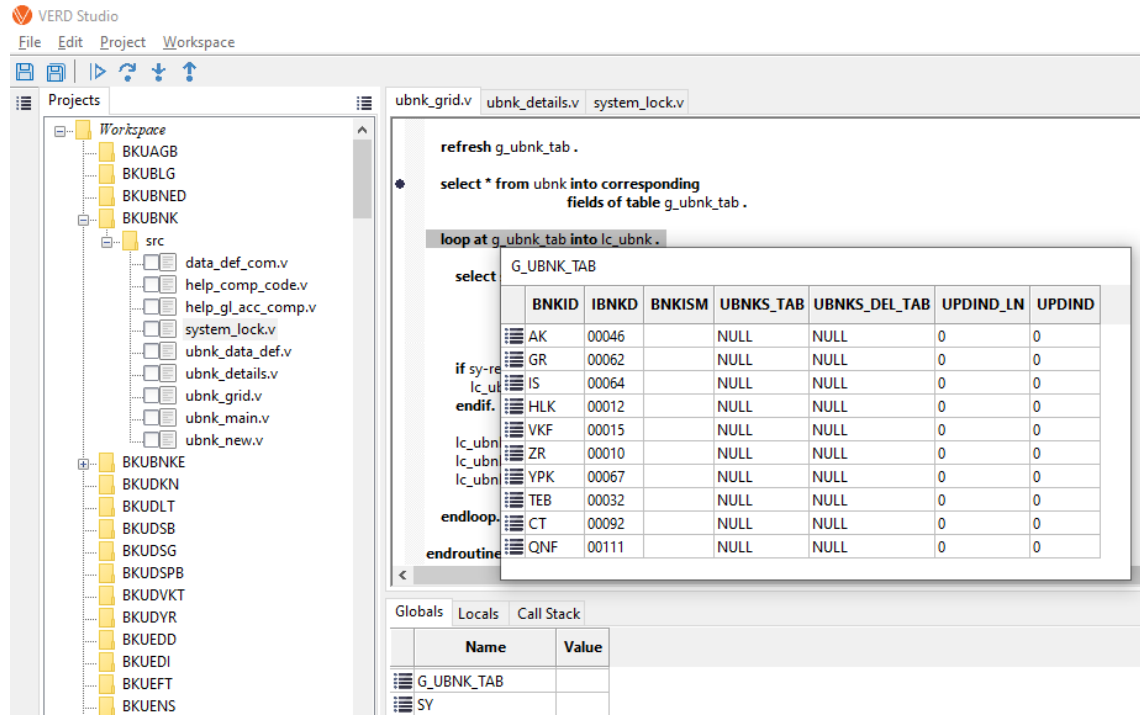 VERD Studio
File Edit Project Workspace
Projects
Workspace
BKUAGB
BKUBLG
BKUBNED
BKUBNK
src
data_def_com.v
help_comp_code.v
help_gl_acc_comp.v
system_lock.v
ubnk_data_def.v
ubnk_details.v
ubnk_grid.v
ubnk_main.v
ubnk_new.v
BKUBNKE
BKUDKN
BKUDLT
BKUDSB
BKUDSG
BKUDSPB
BKUDVKT
BKUDYR
BKUEDD
BKUEDI
BKUEFT
BKUENS
ubnk_grid.v ubnk_details.v system_lock.v
refresh g_ubnk_tab .
select * from ubnk into corresponding
fields of table g_ubnk_tab .
loop at g_ubnk_tab into lc_ubnk .
select
if sy-re
lc_ub
endif.
lc_ubn
lc_ubn
lc_ubn
endloop.
endroutine
G_UBNK_TAB
BNKID IBNKD BNKISM UBNKS_TAB UBNKS_DEL_TAB UPDIND_LN UPDIND
AK 00046 NULL NULL 0 0
GR 00062 NULL NULL 0 0
IS 00064 NULL NULL 0 0
HLK 00012 NULL NULL 0 0
VKF 00015 NULL NULL 0 0
ZR 00010 NULL NULL 0 0
YPK 00067 NULL NULL 0 0
TEB 00032 NULL NULL 0 0
CT 00092 NULL NULL 0 0
QNF 00111 NULL NULL 0 0
Globals Locals Call Stack
Name Value
G_UBNK_TAB
SY